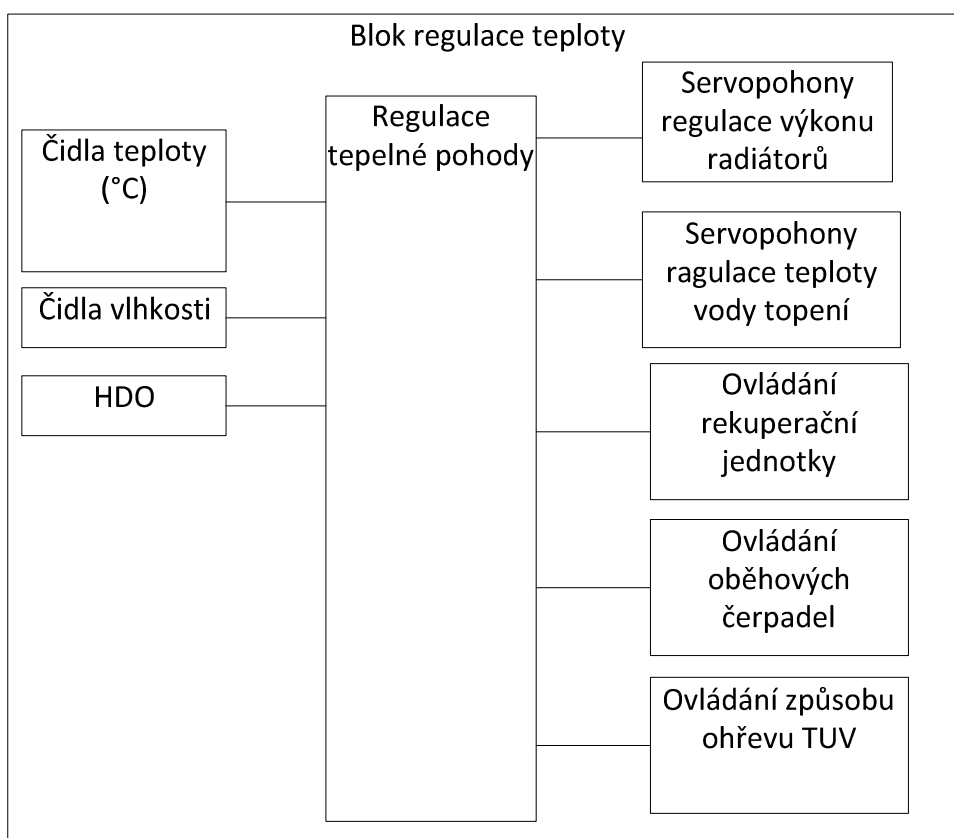 Blok regulace teploty
Čidla teploty
(°C)
Čidla vlhkosti
HDO
Regulace
tepelné pohody
Servopohony
regulace výkonu
radiátorů
Servopohony
ragulace teploty
vody topení
Ovládání
rekuperační
jednotky
Ovládání
oběhových
čerpadel
Ovládání způsobu
ohřevu TUV